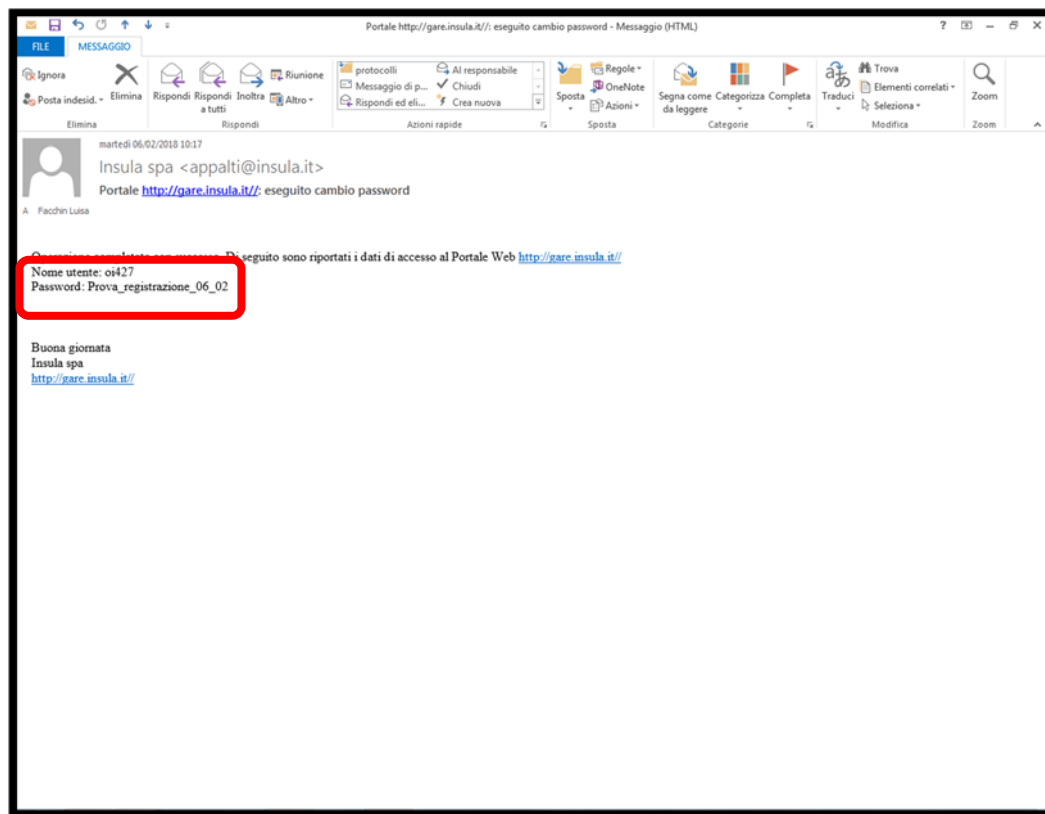 Portale http://gare.insula.it//: eseguito cambio password - Messaggio (HTML)
FILE MESSAGGIO
Ignora
Posta indesid.
Elimina
Rispondi
Rispondi a tutti
Inoltra
Riunione
Altro
protocolli
Messaggio di p...
Rispondi ed eli...
Al responsabile
Chiudi
Crea nuova
Sposta
Regole
OneNote
Azioni
Segna come da leggere
Categorizza
Completa
Traduci
Trova
Elementi correlati
Seleziona
Zoom
Elimina Rispondi Azioni rapide Sposta Categorie Modifica Zoom
martedì 06/02/2018 10:17
Insula spa <appalti@insula.it>
Portale http://gare.insula.it//: eseguito cambio password
A Facchin Luisa
Operazione completata con successo. Di seguito sono riportati i dati di accesso al Portale Web http://gare.insula.it//
Nome utente: oi427
Password: Prova_registrazione_06_02
Buona giornata
Insula spa
http://gare.insula.it//